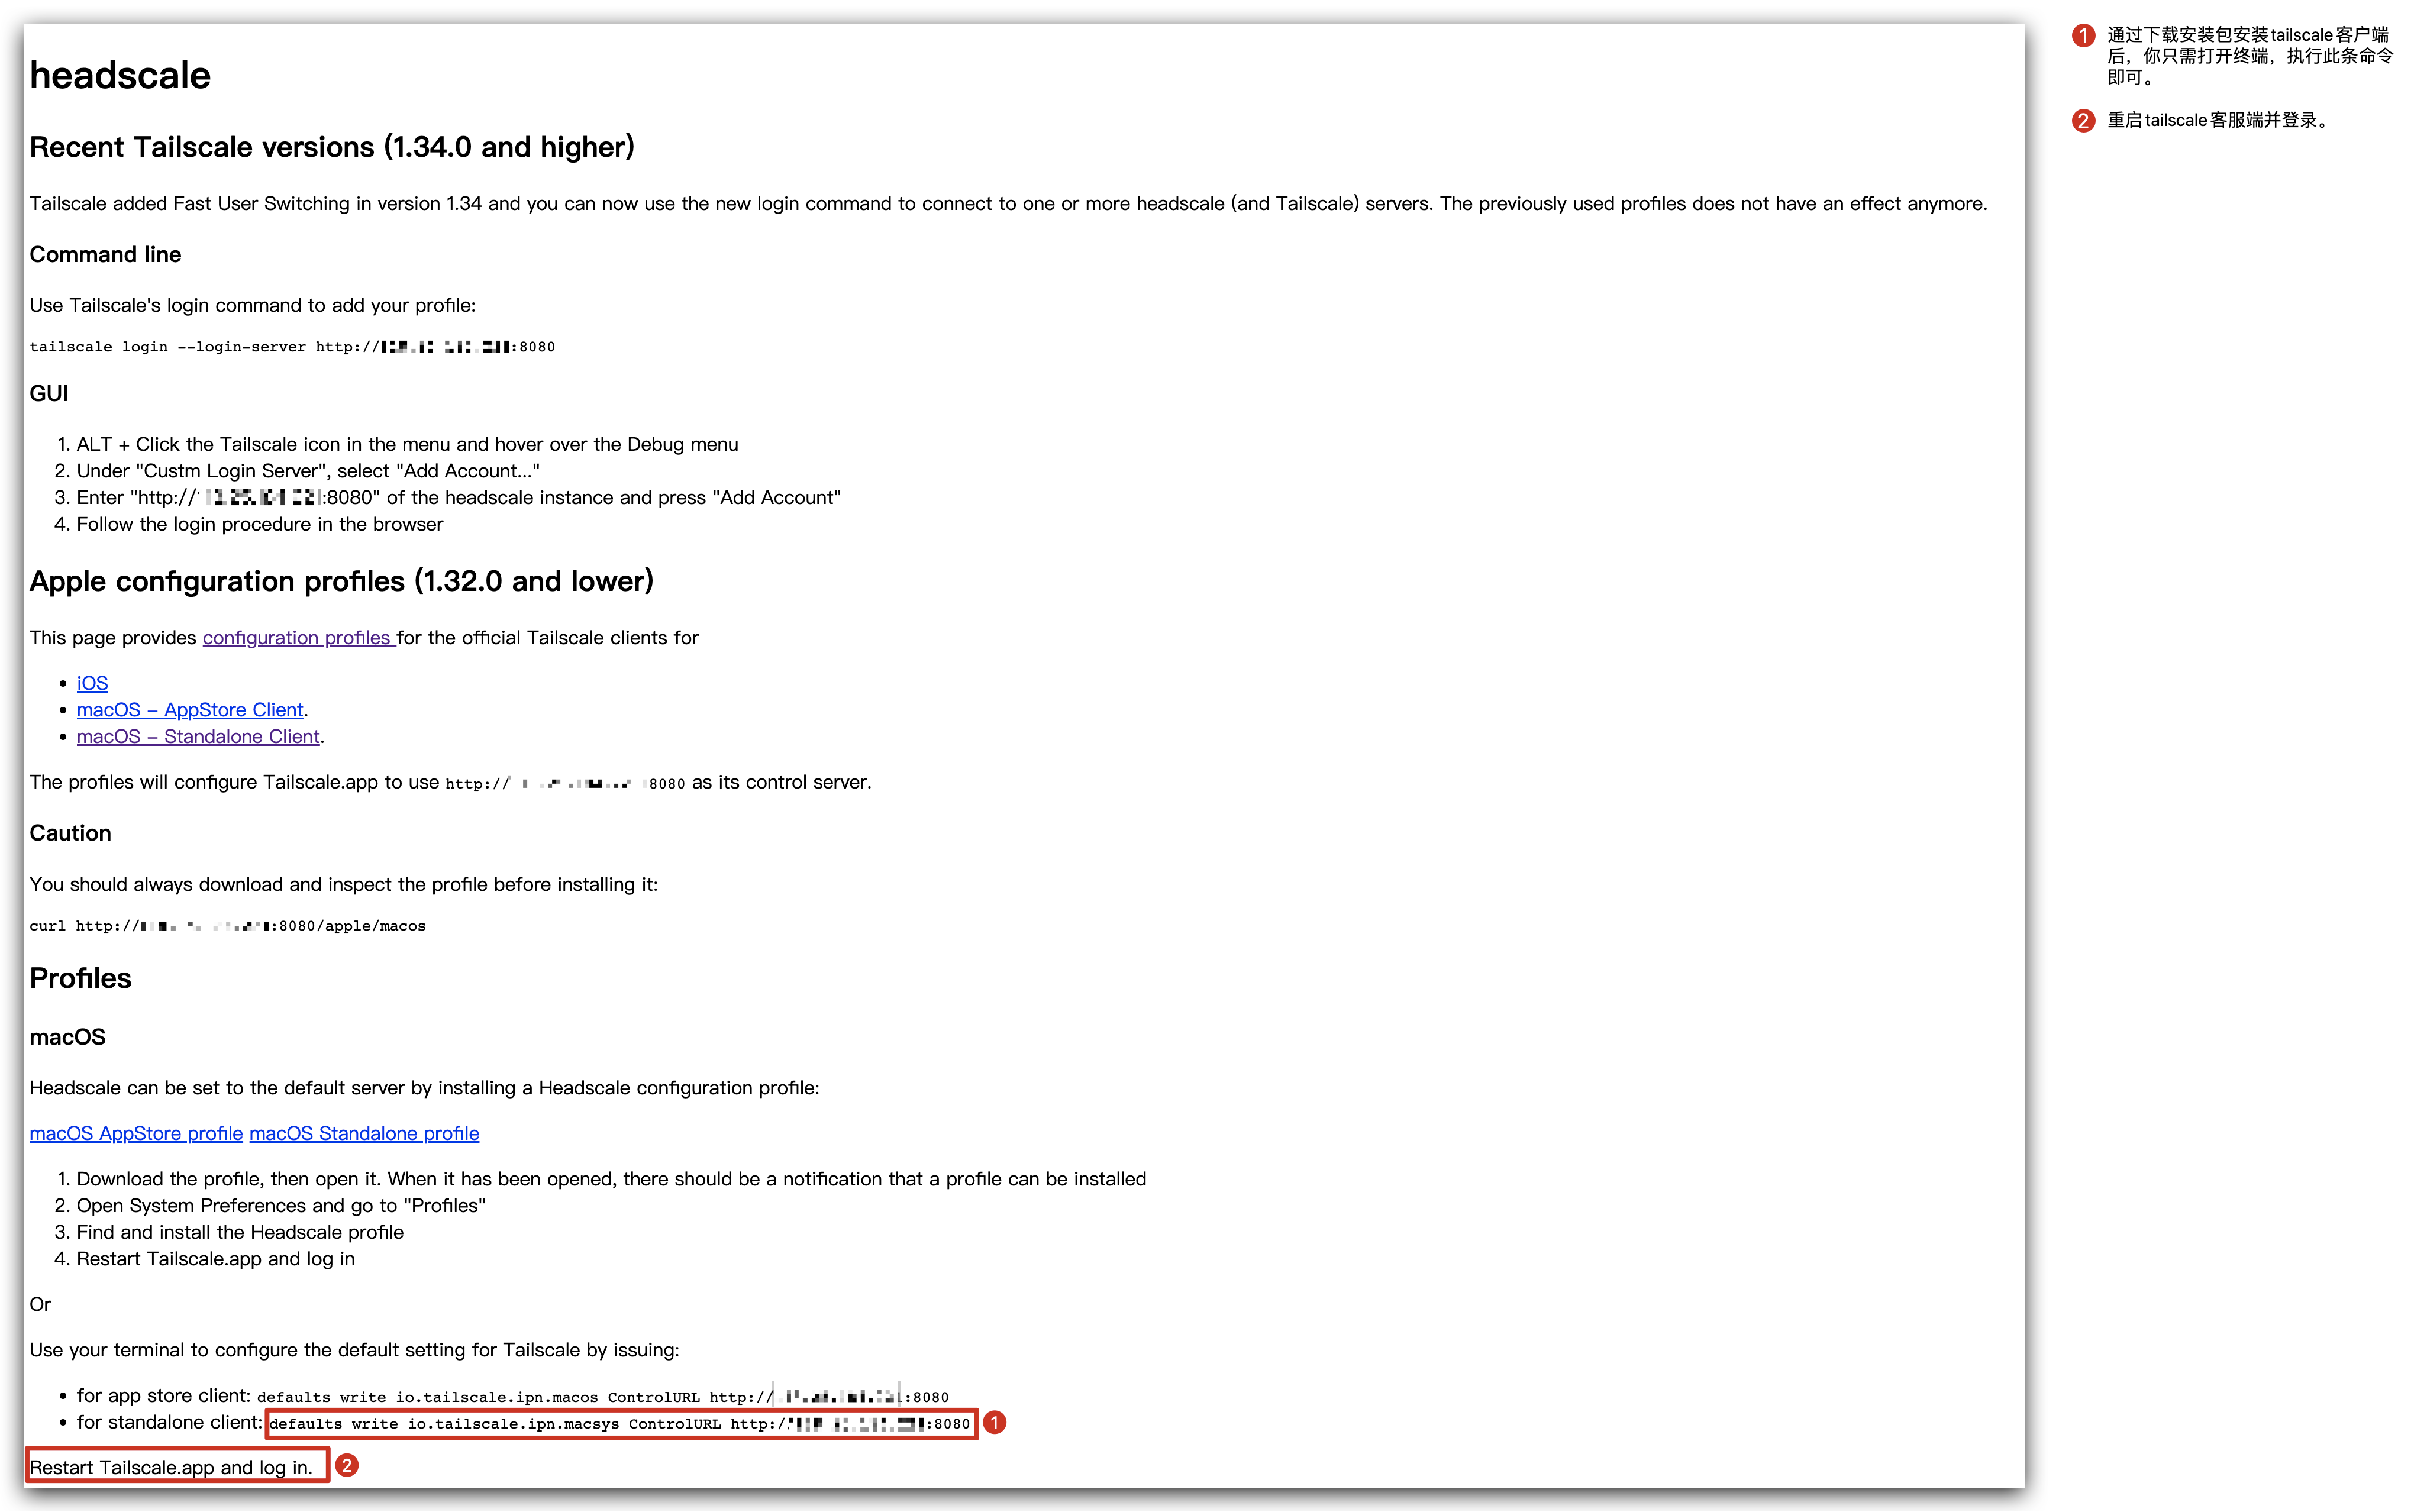 headscale
Recent Tailscale versions (1.34.0 and higher)
Tailscale added Fast User Switching in version 1.34 and you can now use the new login command to connect to one or more headscale (and Tailscale) servers. The previously used profiles does not have an effect anymore.
Command line
Use Tailscale's login command to add your profile:
tailscale login --login-server http://:8080
GUI
1. ALT + Click the Tailscale icon in the menu and hover over the Debug menu
2. Under "Custm Login Server", select "Add Account..."
3. Enter "http://:8080" of the headscale instance and press "Add Account"
4. Follow the login procedure in the browser
Apple configuration profiles (1.32.0 and lower)
This page provides configuration profiles for the official Tailscale clients for
• iOS
• macOS – AppStore Client.
• macOS – Standalone Client.
The profiles will configure Tailscale.app to use http:// 8080 as its control server.
Caution
You should always download and inspect the profile before installing it:
curl http://:8080/apple/macos
Profiles
macOS
Headscale can be set to the default server by installing a Headscale configuration profile:
macOS AppStore profile macOS Standalone profile
1. Download the profile, then open it. When it has been opened, there should be a notification that a profile can be installed
2. Open System Preferences and go to "Profiles"
3. Find and install the Headscale profile
4. Restart Tailscale.app and log in
Or
Use your terminal to configure the default setting for Tailscale by issuing:
• for app store client: defaults write io.tailscale.ipn.macos ControlURL http://:8080
• for standalone client: defaults write io.tailscale.ipn.macsys ControlURL http:/:8080 1
Restart Tailscale.app and log in. 2
1 通过下载安装包安装tailscale客户端
后，你只需打开终端，执行此条命令
即可。
2 重启tailscale客服端并登录。